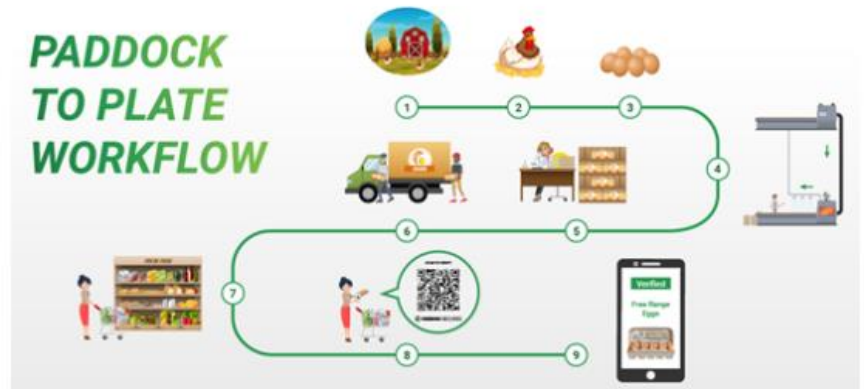 PADDOCK
TO PLATE
WORKFLOW
1
2
3
4
5
6
7
8
9
Verified
Free Range
Eggs